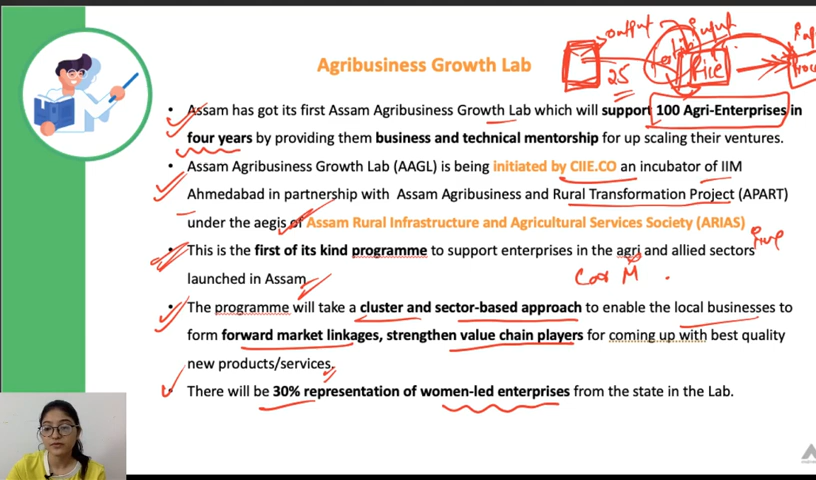 output
input
25
Rice
Agribusiness Growth Lab
• Assam has got its first Assam Agribusiness Growth Lab which will support 100 Agri-Enterprises in
four years by providing them business and technical mentorship for up scaling their ventures.
• Assam Agribusiness Growth Lab (AAGL) is being initiated by CIIE.CO an incubator of IIM
Ahmedabad in partnership with Assam Agribusiness and Rural Transformation Project (APART)
under the aegis of Assam Rural Infrastructure and Agricultural Services Society (ARIAS)
• This is the first of its kind programme to support enterprises in the agri and allied sectors
launched in Assam
• The programme will take a cluster and sector-based approach to enable the local businesses to
form forward market linkages, strengthen value chain players for coming up with best quality
new products/services.
• There will be 30% representation of women-led enterprises from the state in the Lab.